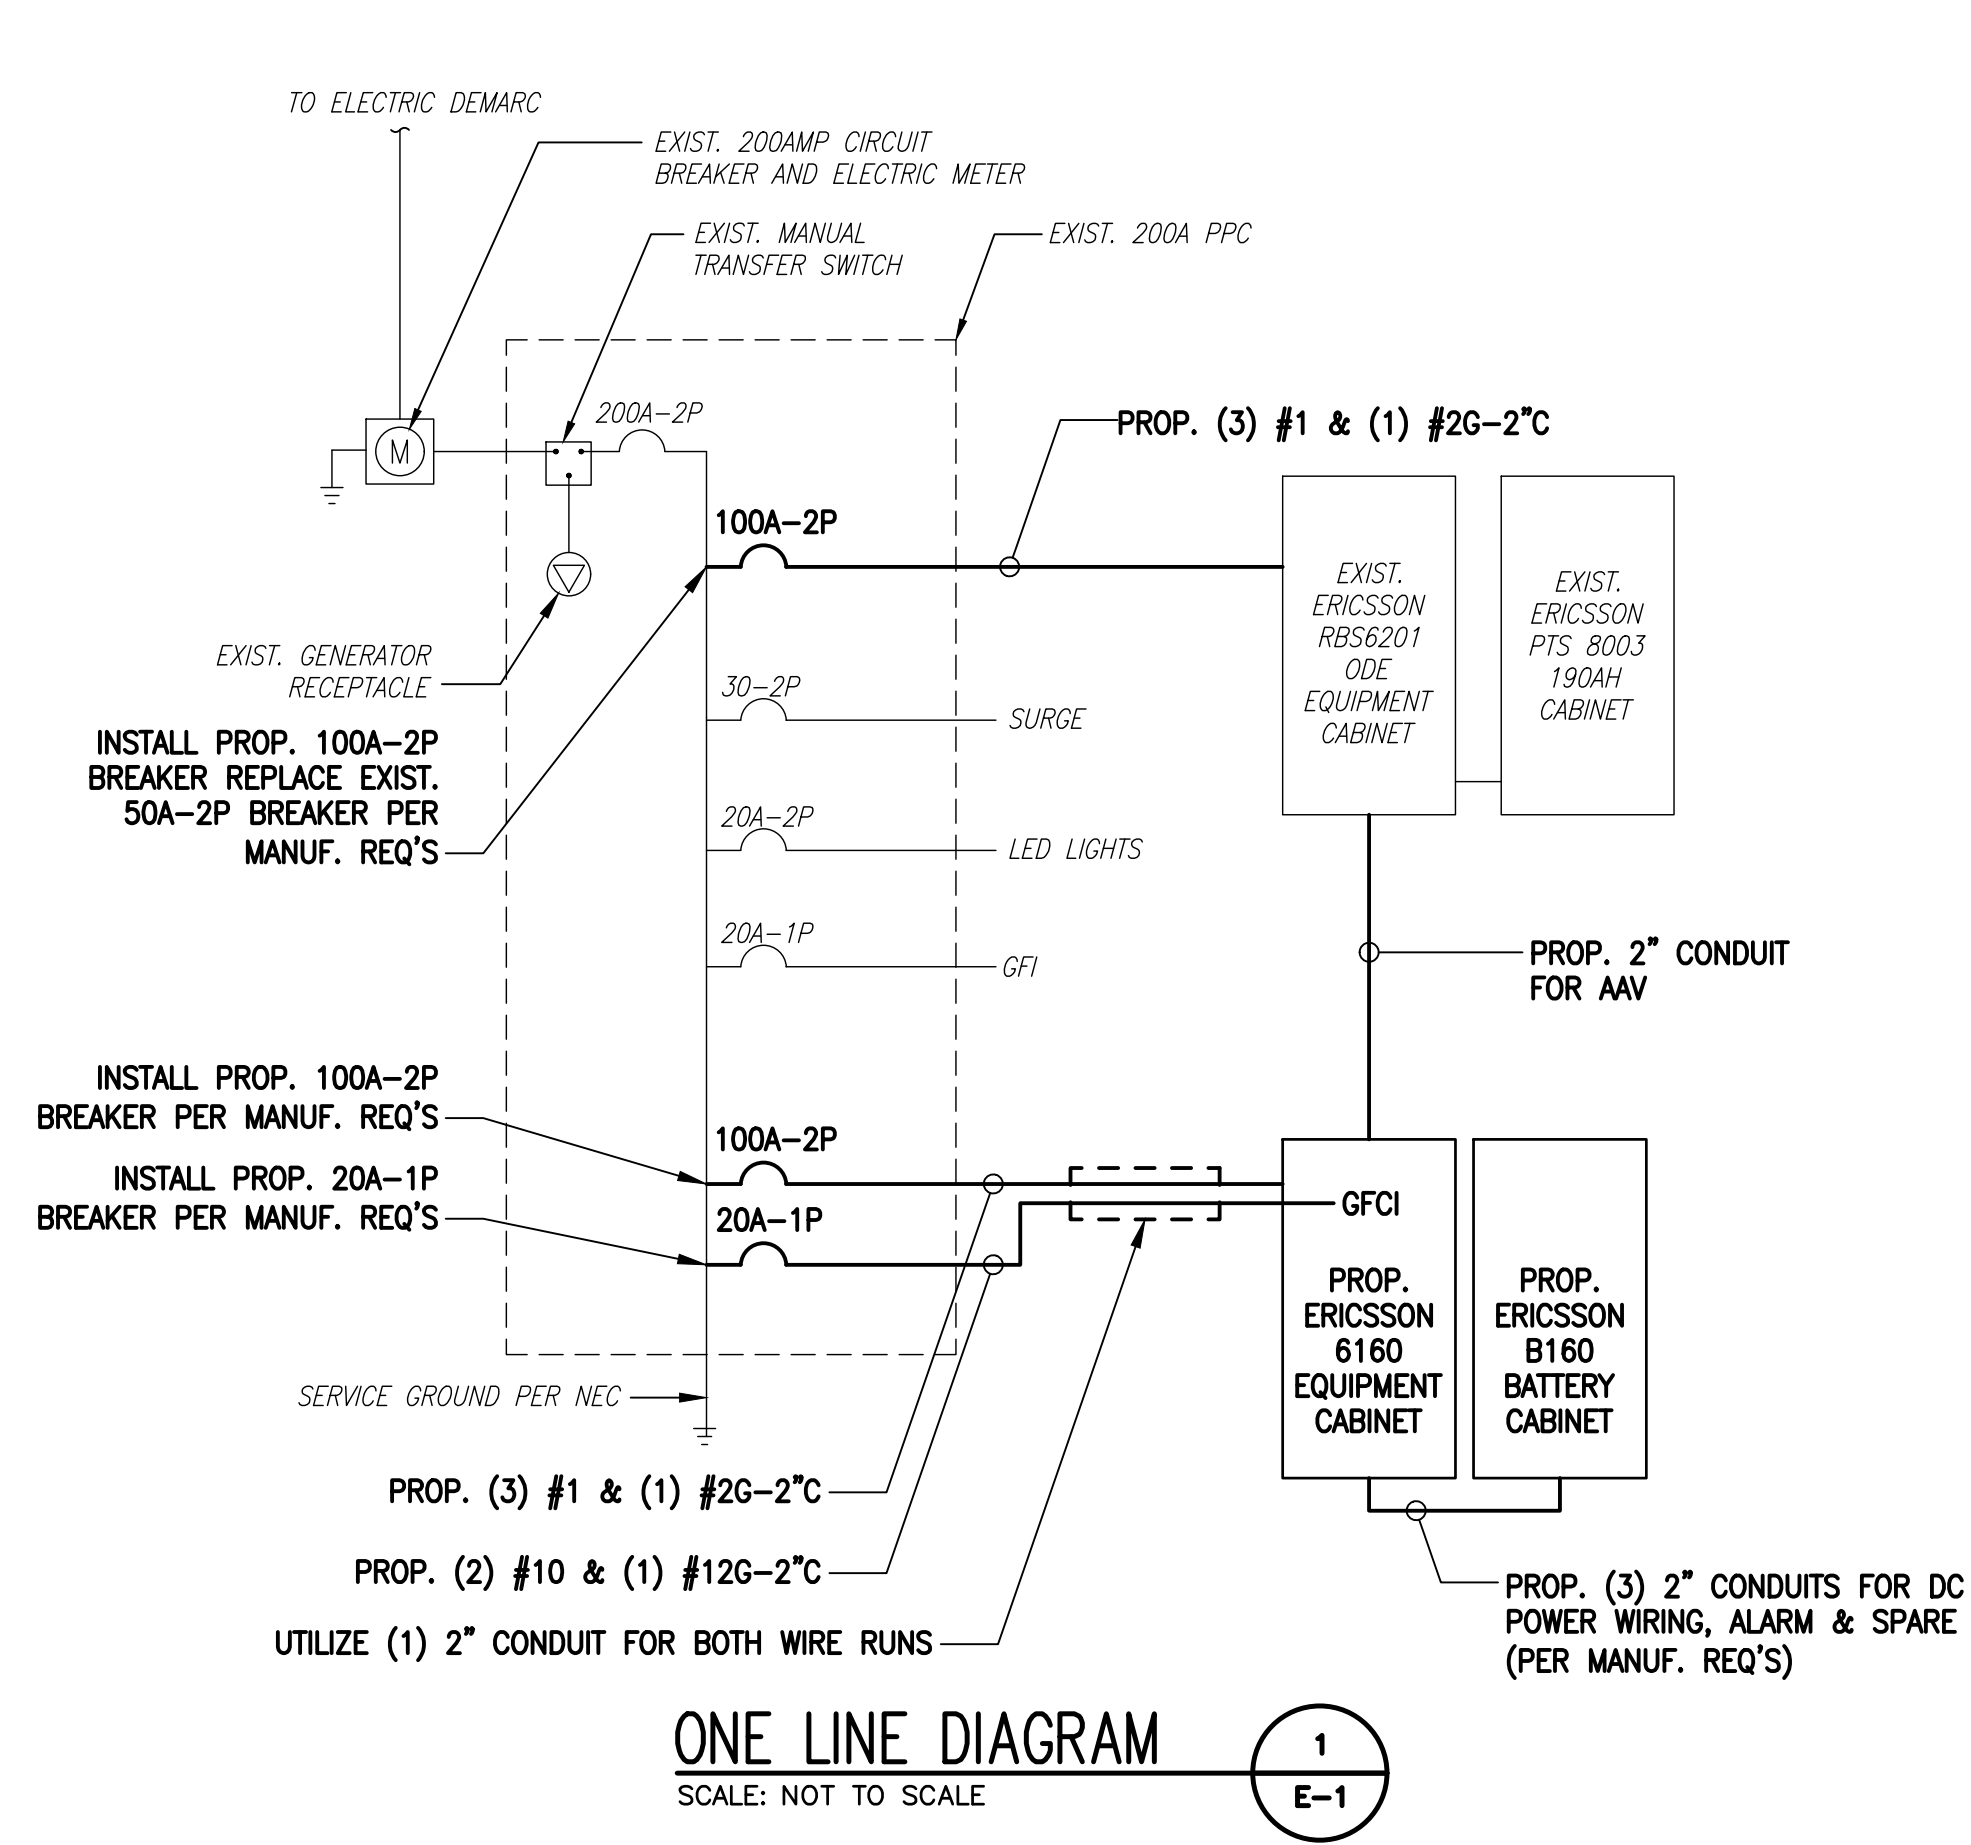 TO ELECTRIC DEMARC
EXIST. 200AMP CIRCUIT
BREAKER AND ELECTRIC METER
EXIST. MANUAL
TRANSFER SWITCH
EXIST. 200A PPC
200A-2P
M
PROP. (3) #1 & (1) #2G-2"C
100A-2P
EXIST.
ERICSSON
RBS6201
ODE
EQUIPMENT
CABINET
EXIST.
ERICSSON
PTS 8003
190AH
CABINET
EXIST. GENERATOR
RECEPTACLE
30-2P
SURGE
INSTALL PROP. 100A-2P
BREAKER REPLACE EXIST.
50A-2P BREAKER PER
MANUF. REQ'S
20A-2P
LED LIGHTS
20A-1P
GFI
PROP. 2" CONDUIT
FOR AAV
INSTALL PROP. 100A-2P
BREAKER PER MANUF. REQ'S
100A-2P
INSTALL PROP. 20A-1P
BREAKER PER MANUF. REQ'S
20A-1P
GFCI
PROP.
ERICSSON
6160
EQUIPMENT
CABINET
PROP.
ERICSSON
B160
BATTERY
CABINET
SERVICE GROUND PER NEC
PROP. (3) #1 & (1) #2G-2"C
PROP. (2) #10 & (1) #12G-2"C
UTILIZE (1) 2" CONDUIT FOR BOTH WIRE RUNS
PROP. (3) 2" CONDUITS FOR DC
POWER WIRING, ALARM & SPARE
(PER MANUF. REQ'S)
ONE LINE DIAGRAM
SCALE: NOT TO SCALE
1
E-1